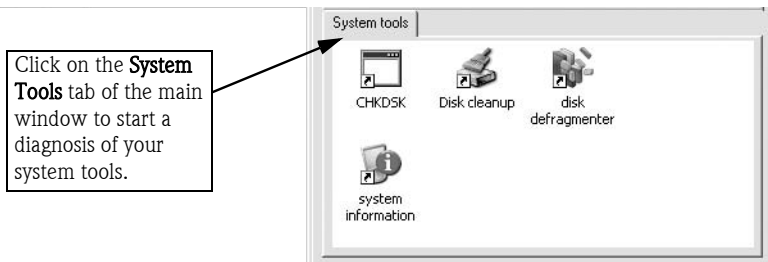 System tools
Click on the System
Tools tab of the main
window to start a
diagnosis of your
system tools.
CHKDSK
Disk cleanup
disk
defragmenter
system
information